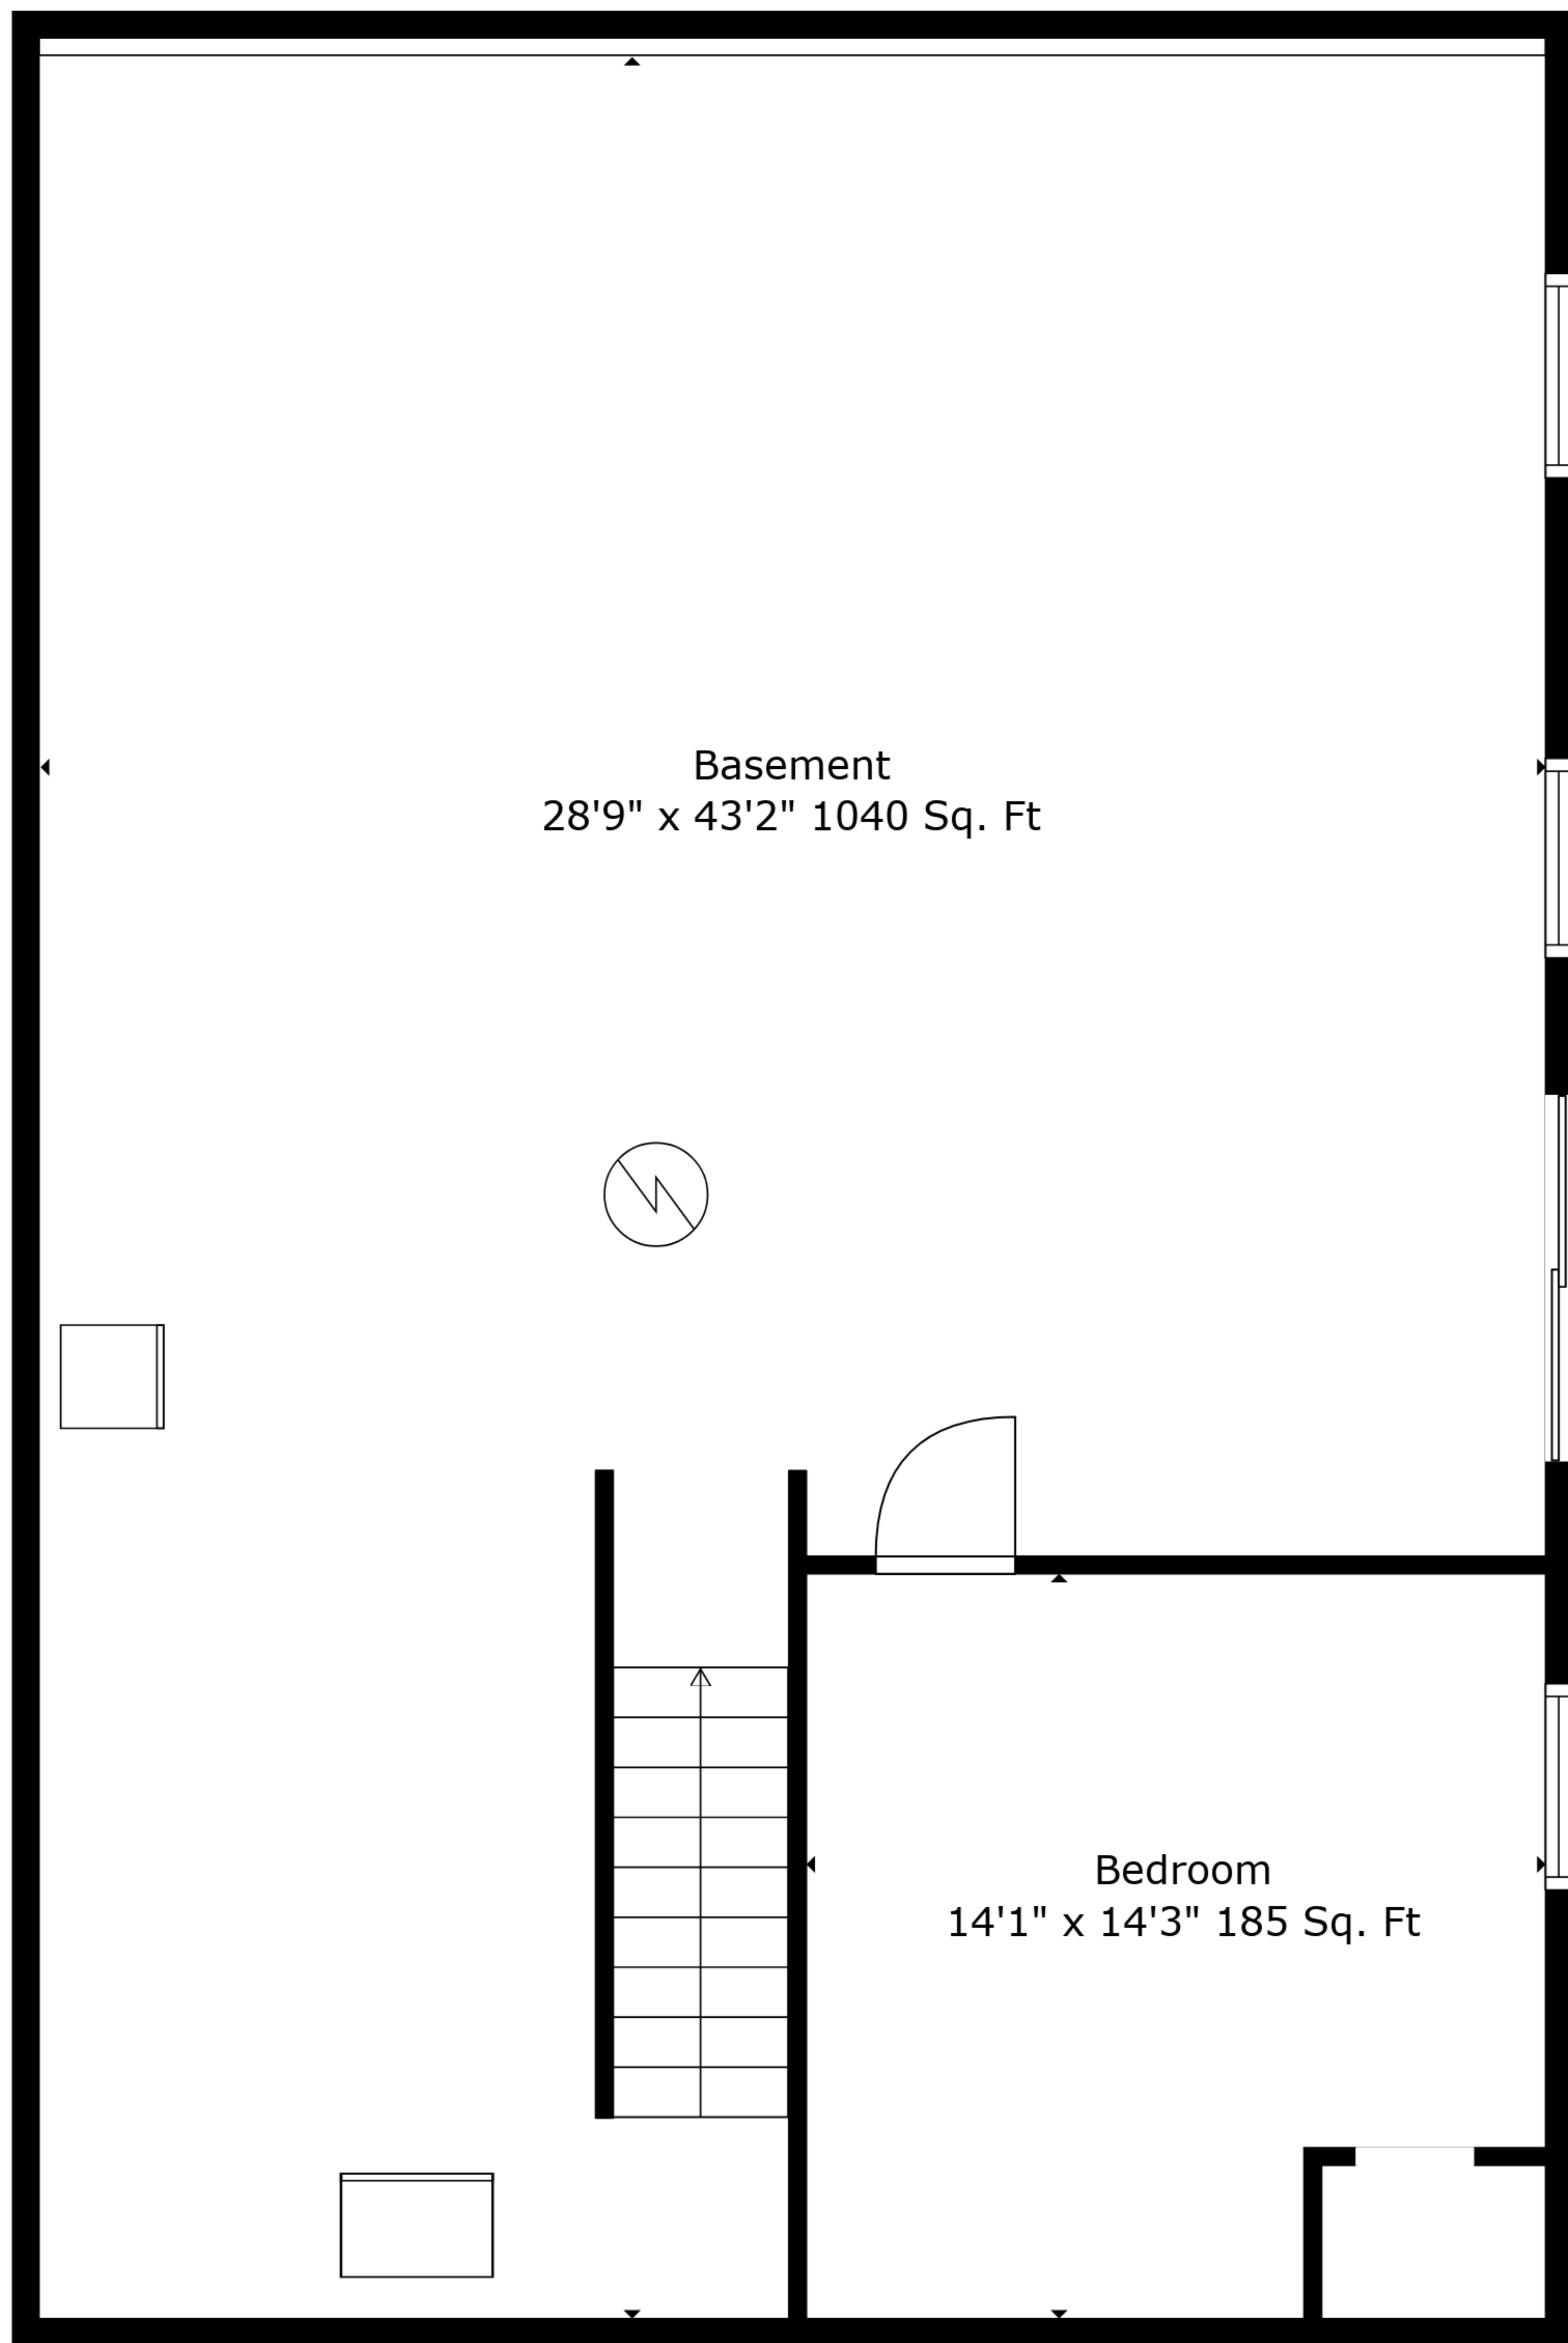 Basement
28'9" x 43'2" 1040 Sq. Ft
Bedroom
14'1" x 14'3" 185 Sq. Ft